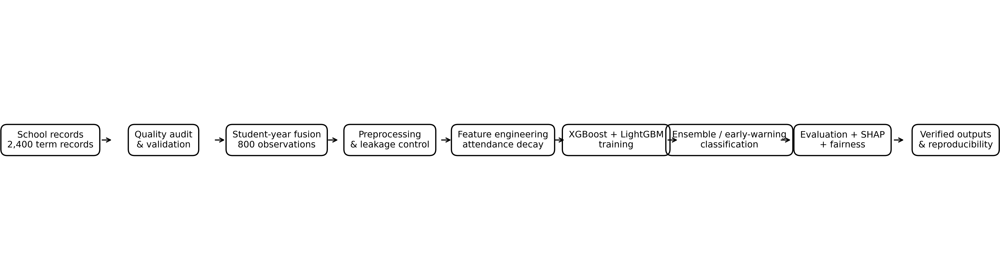 School records
2,400 term records
Quality audit
& validation
Student-year fusion
800 observations
Preprocessing
& leakage control
Feature engineering
attendance decay
XGBoost + LightGBM
training
Ensemble / early-warning
classification
Evaluation + SHAP
+ fairness
Verified outputs
& reproducibility